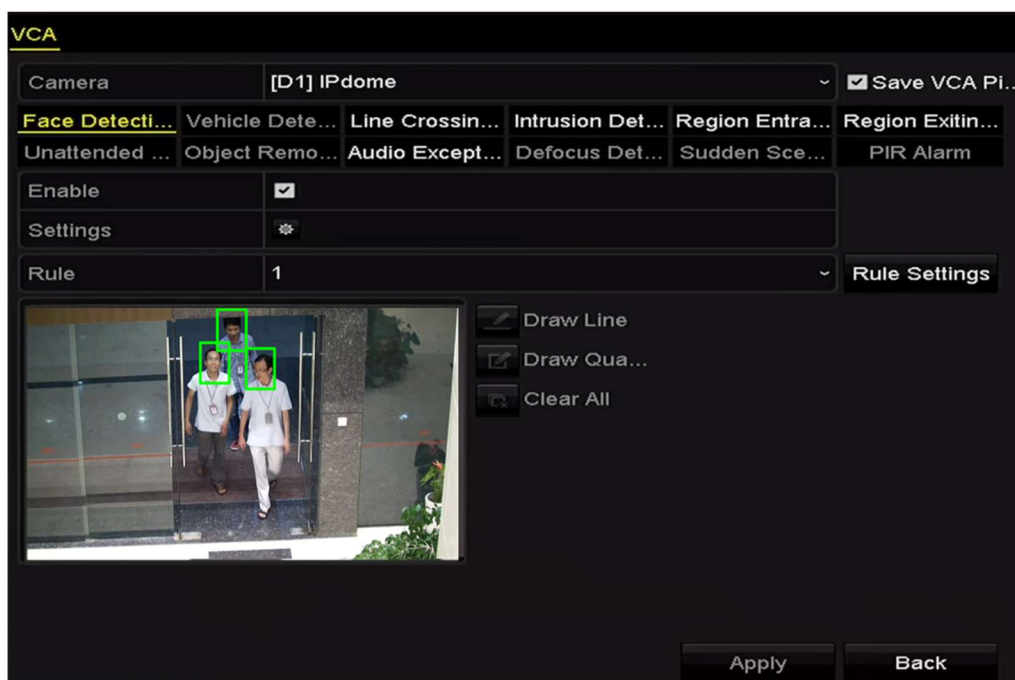 VCA
Camera [D1] IPdome Save VCA Pi..
Face Detecti... Vehicle Dete... Line Crossin... Intrusion Det... Region Entra... Region Exitin...
Unattended ... Object Remo... Audio Except... Defocus Det... Sudden Sce... PIR Alarm
Enable
Settings
Rule 1 Rule Settings
Draw Line
Draw Qua...
Clear All
Apply Back